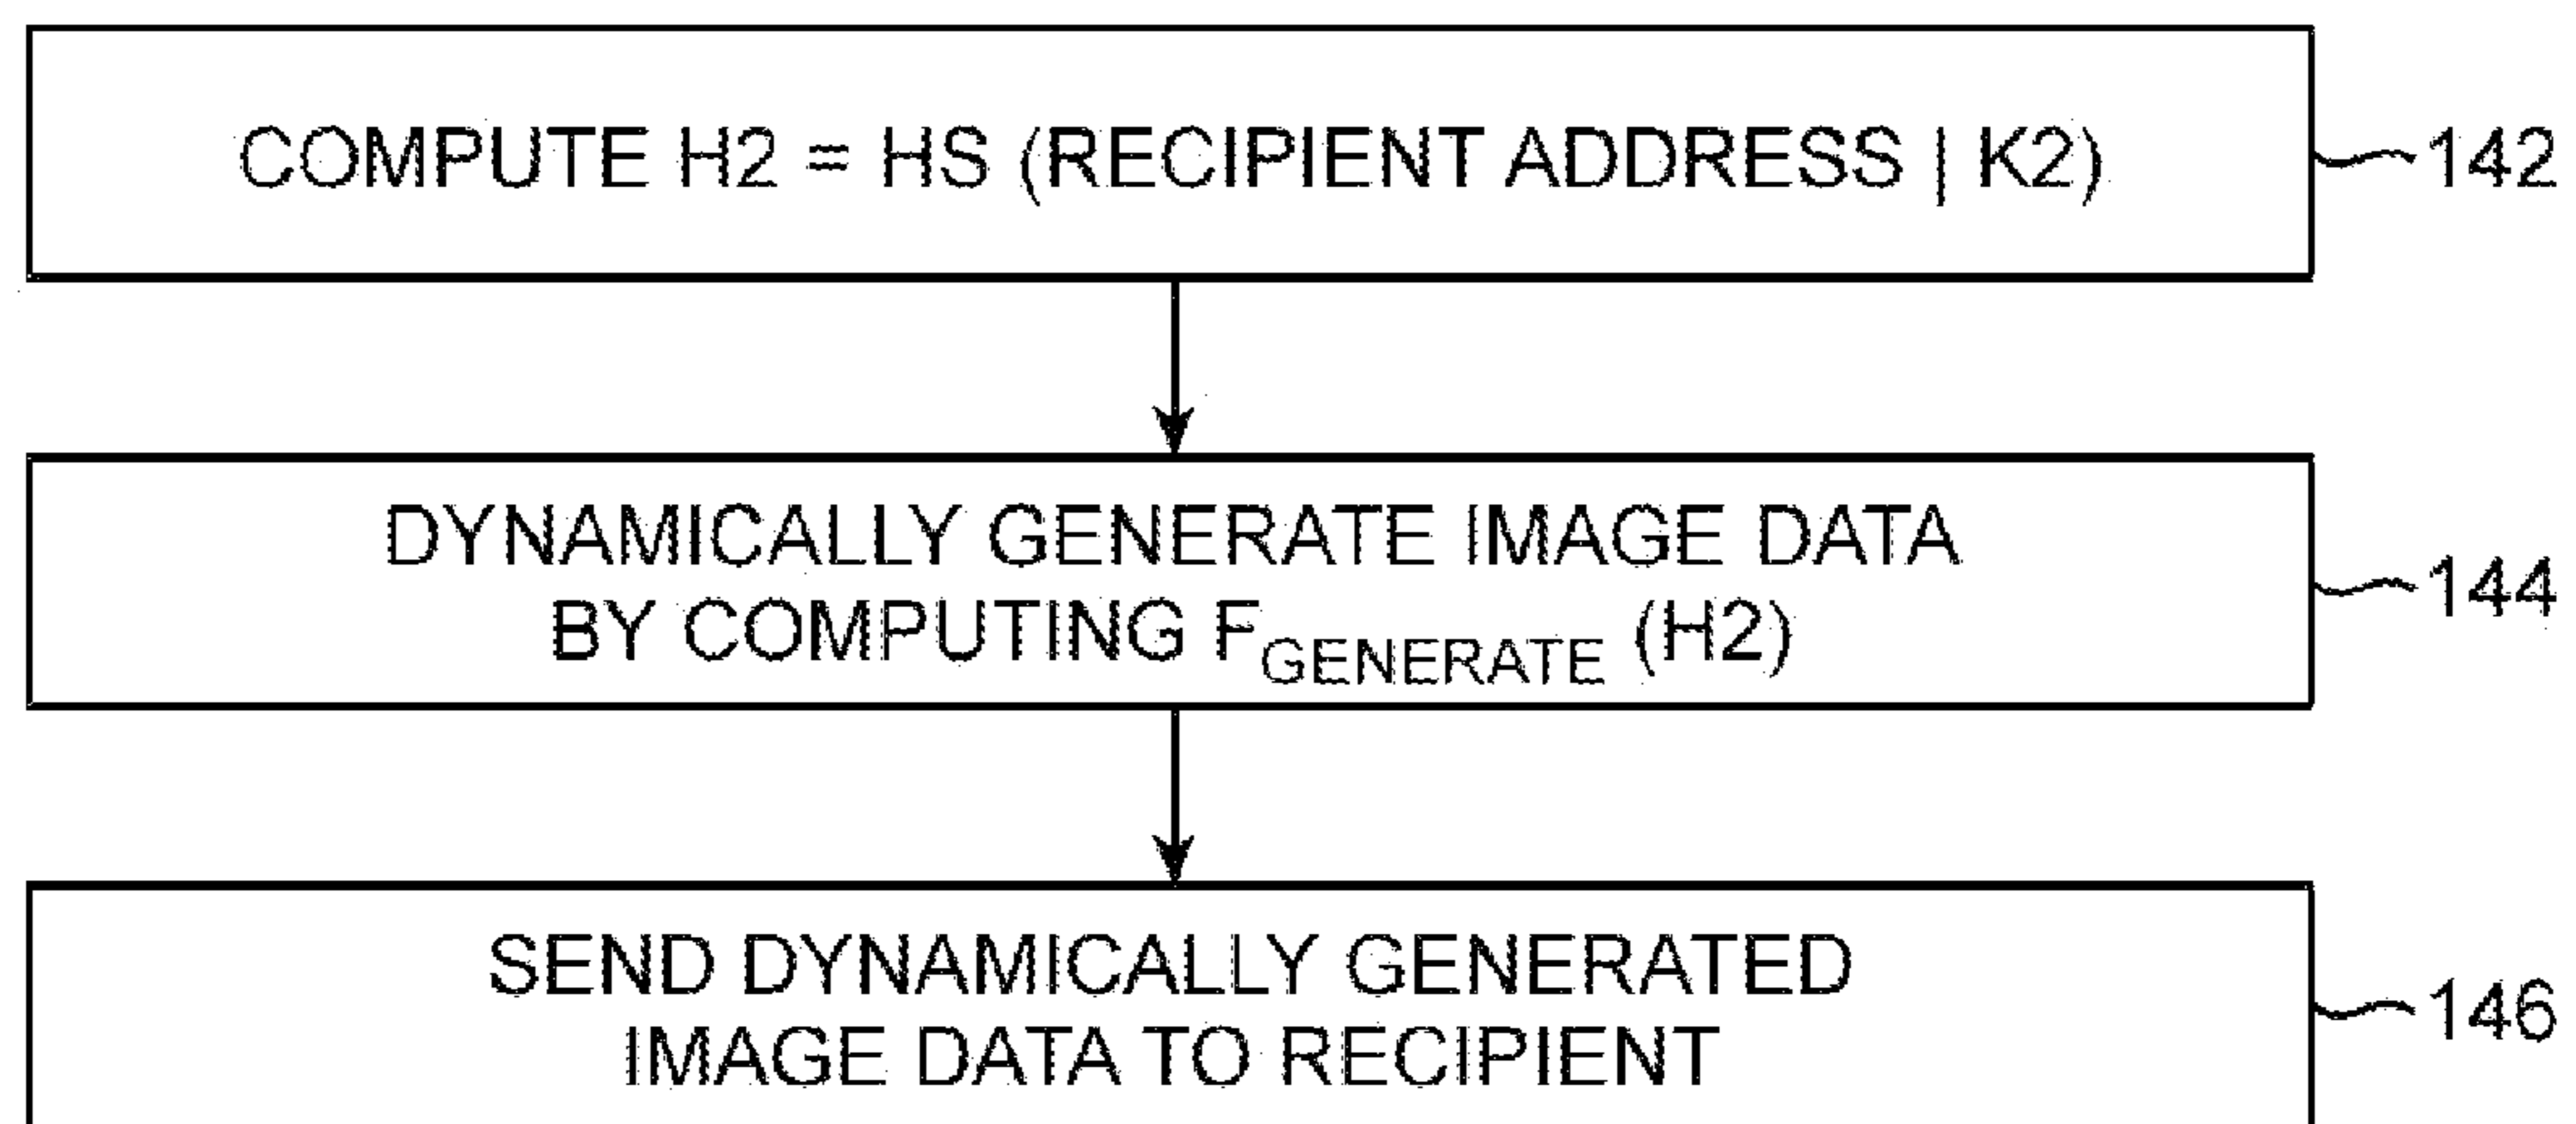 COMPUTE H2 = HS (RECIPIENT ADDRESS | K2)
142
DYNAMICALLY GENERATE IMAGE DATA
BY COMPUTING F_GENERATE (H2)
144
SEND DYNAMICALLY GENERATED
IMAGE DATA TO RECIPIENT
146